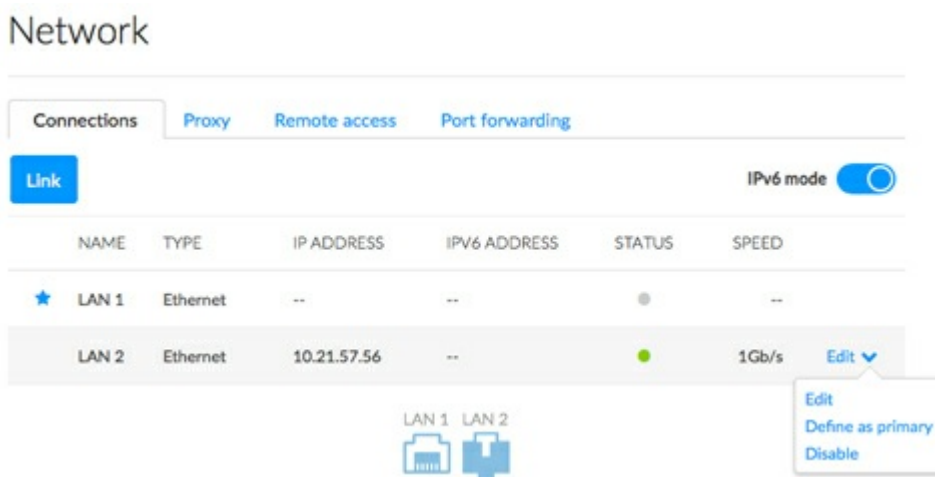 Network
Connections Proxy Remote access Port forwarding
Link IPv6 mode
NAME TYPE IP ADDRESS IPV6 ADDRESS STATUS SPEED
LAN 1 Ethernet -- -- --
LAN 2 Ethernet 10.21.57.56 -- 1Gb/s Edit
Edit
Define as primary
Disable
LAN 1 LAN 2